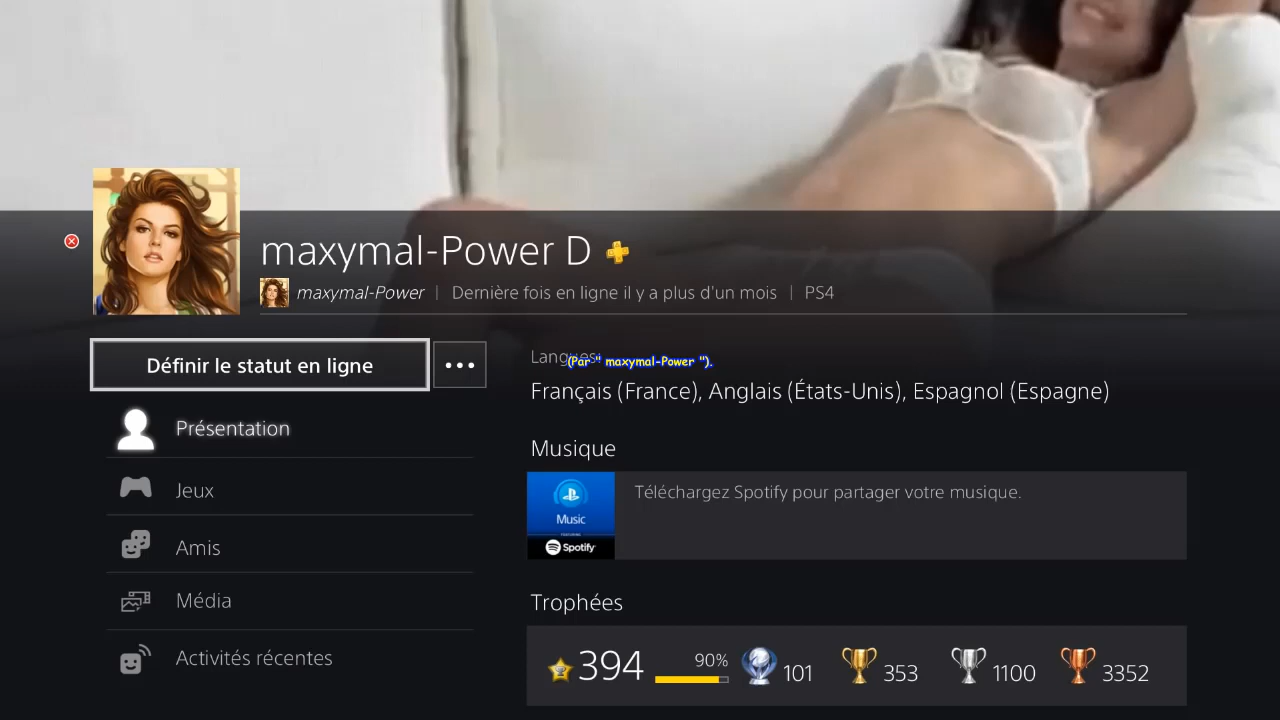 maxymal-Power D
maxymal-Power | Dernière fois en ligne il y a plus d'un mois | PS4
Définir le statut en ligne
Présentation
Jeux
Amis
Média
Activités récentes
Langues
(Par " maxymal-Power ").
Français (France), Anglais (États-Unis), Espagnol (Espagne)
Musique
Téléchargez Spotify pour partager votre musique.
Music
Spotify
Trophées
394 90% 101 353 1100 3352